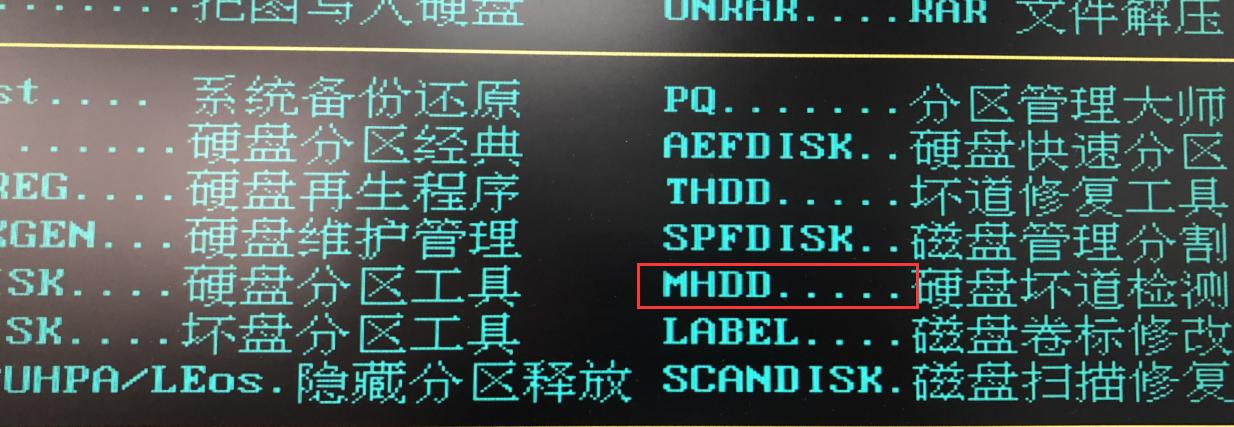 .......把图写入硬盘 UNRAR....RAR 文件解压
st.... 系统备份还原 PQ.......分区管理大师
......硬盘分区经典 AEFDISK..硬盘快速分区
REG....硬盘再生程序 THDD.....坏道修复工具
KGEN...硬盘维护管理 SPFDISK..磁盘管理分割
SK....硬盘分区工具 MHDD.....硬盘坏道检测
SK....坏盘分区工具 LABEL....磁盘卷标修改
UHPA/LEos.隐藏分区释放 SCANDISK.磁盘扫描修复